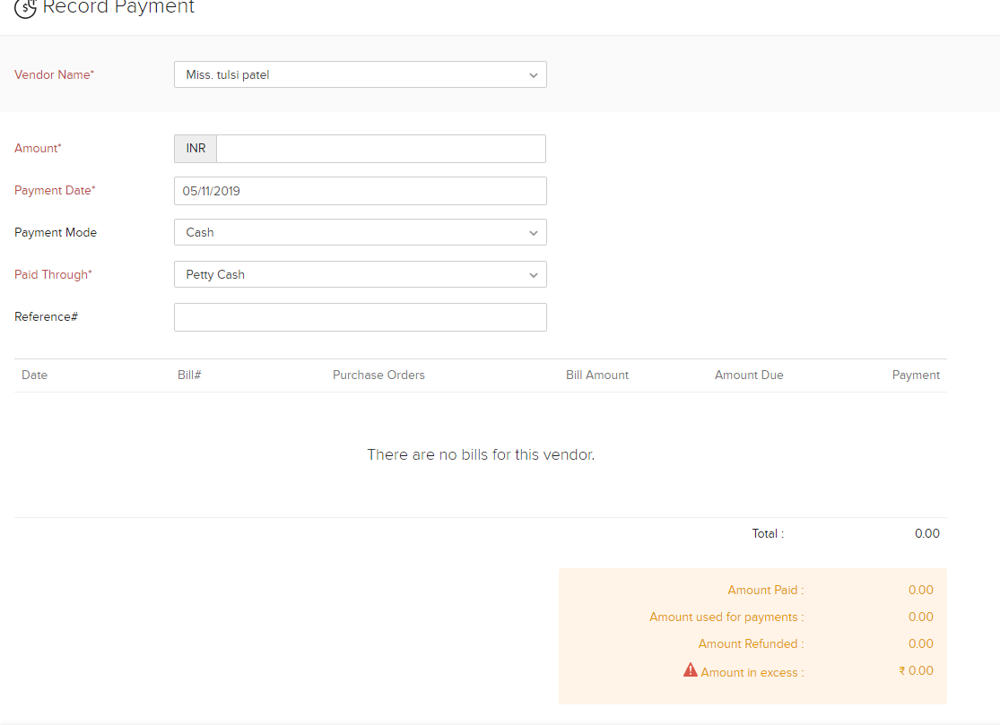 Record Payment
Vendor Name* Miss. tulsi patel
Amount* INR
Payment Date* 05/11/2019
Payment Mode Cash
Paid Through* Petty Cash
Reference#
Date Bill# Purchase Orders Bill Amount Amount Due Payment
There are no bills for this vendor.
Total : 0.00
Amount Paid : 0.00
Amount used for payments : 0.00
Amount Refunded : 0.00
Amount in excess : ₹ 0.00